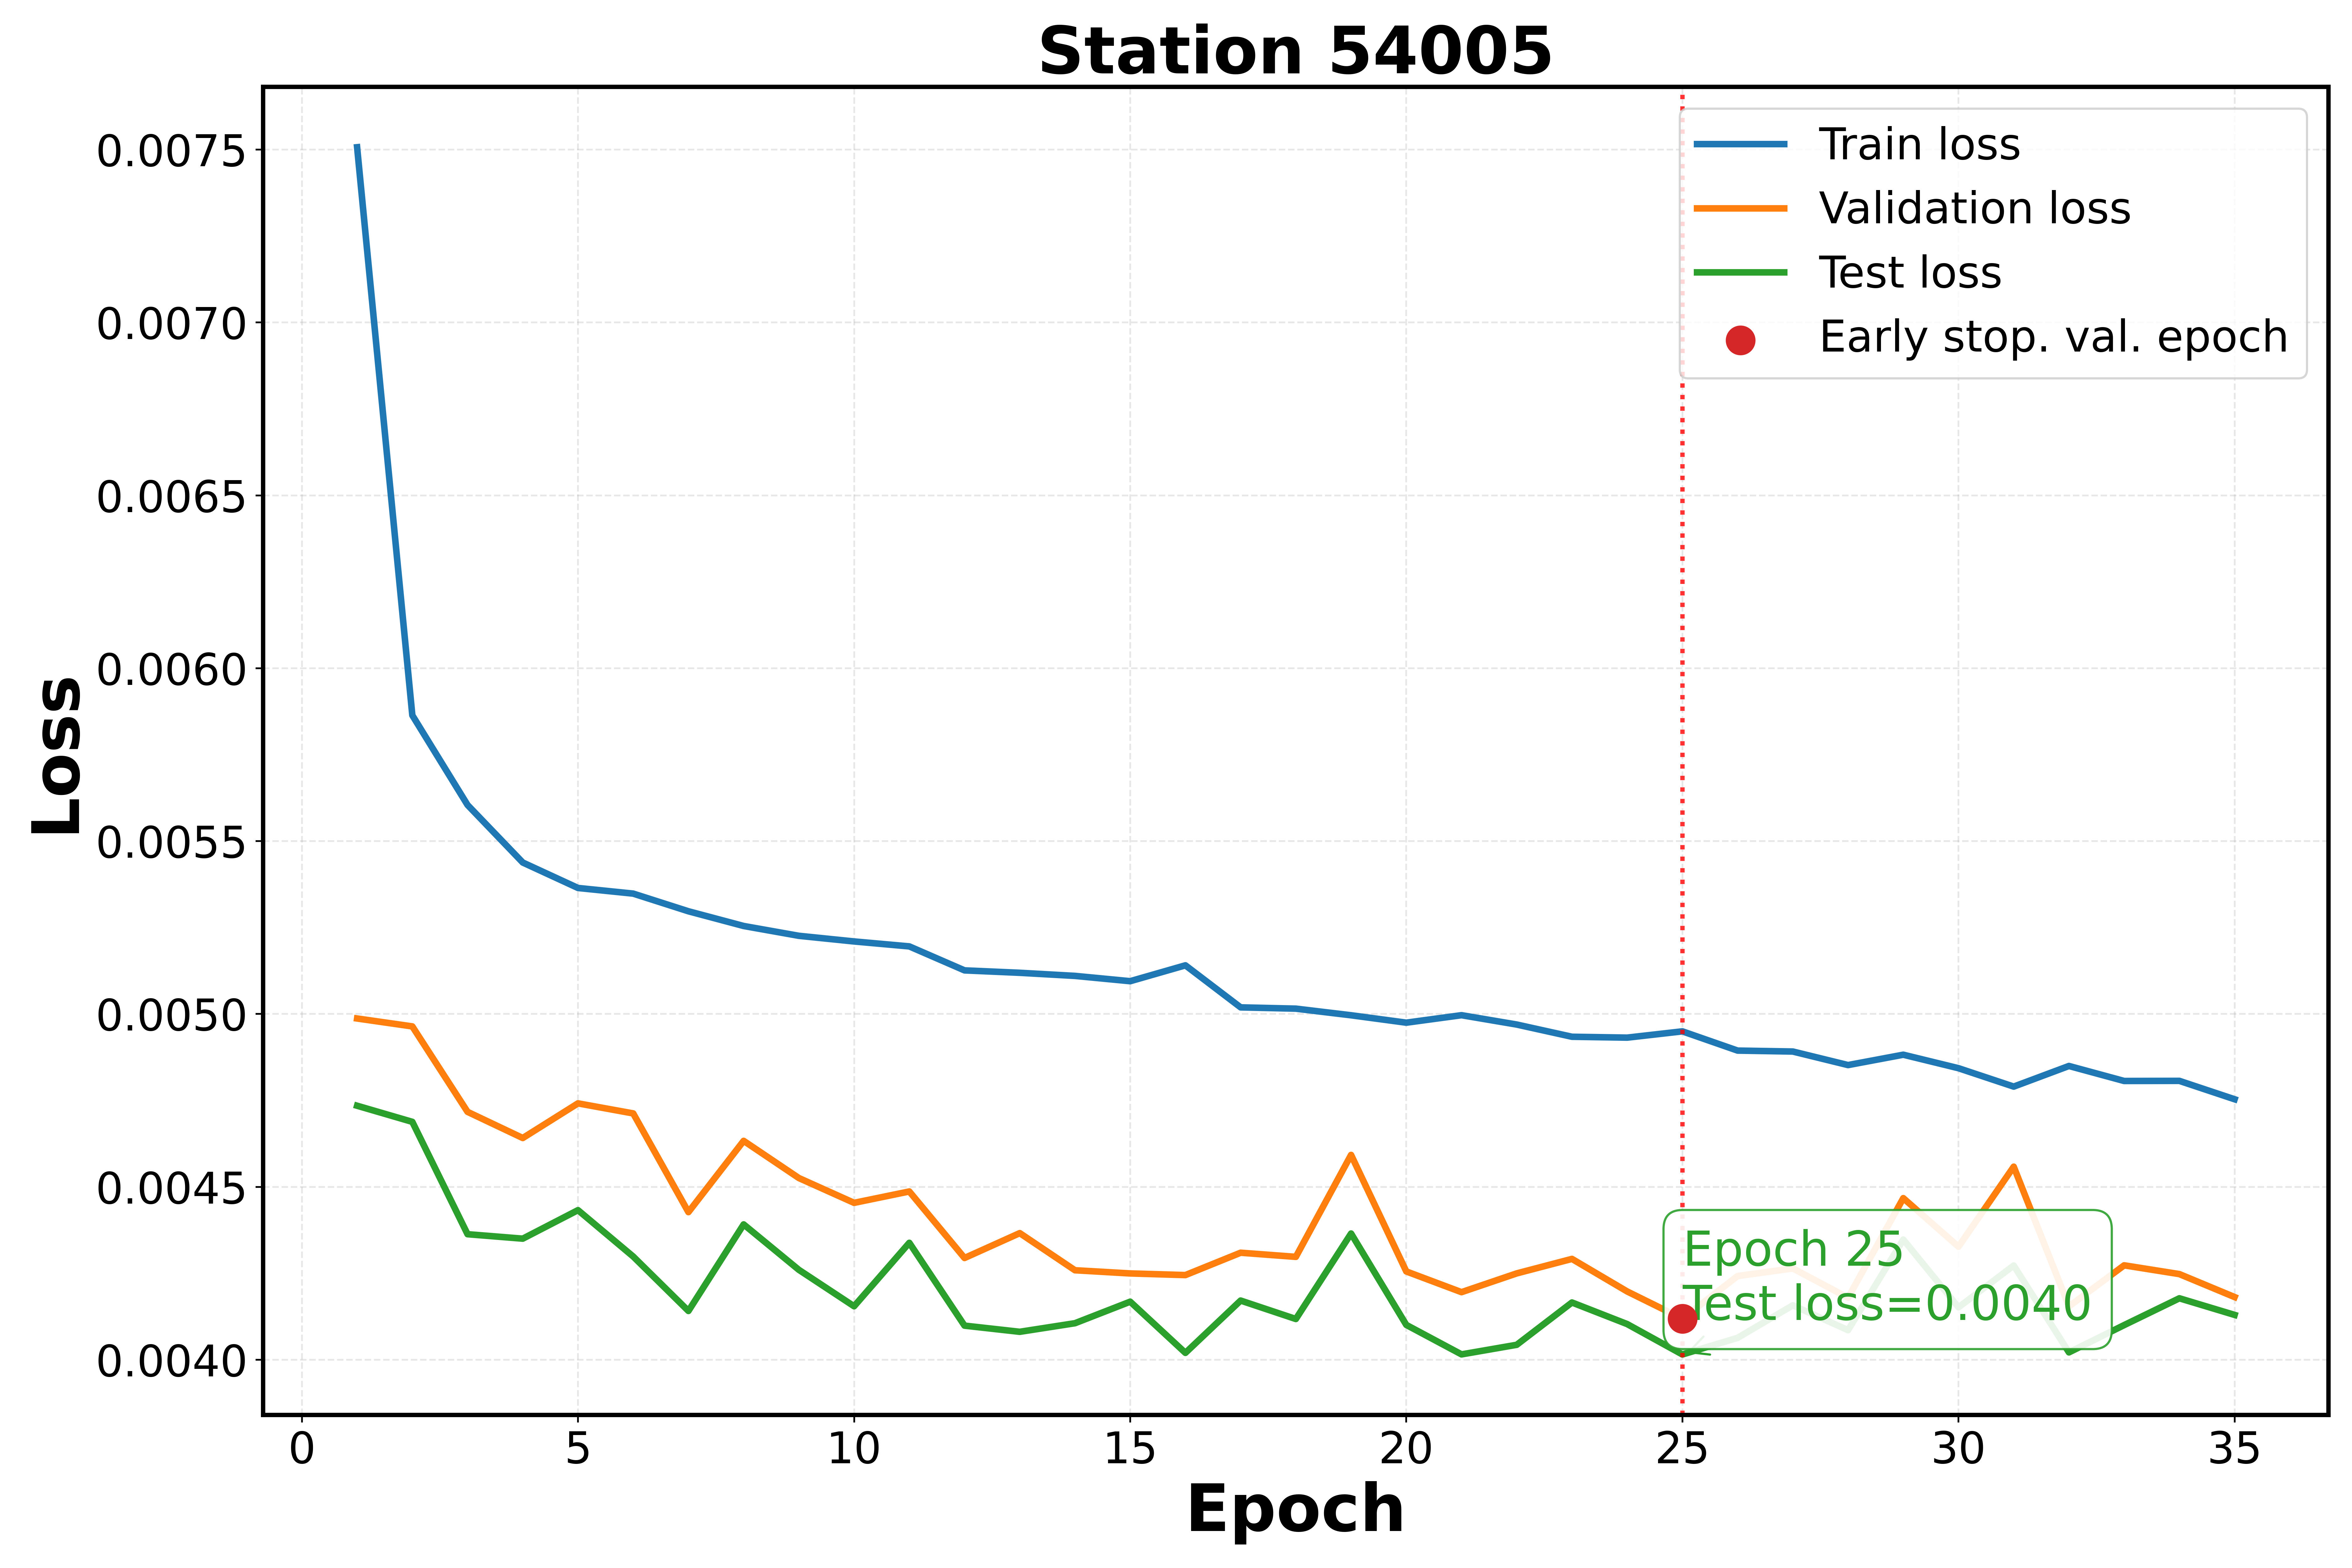 Station 54005
Loss
0.0075
0.0070
0.0065
0.0060
0.0055
0.0050
0.0045
0.0040
Train loss
Validation loss
Test loss
Early stop. val. epoch
Epoch 25
Test loss=0.0040
0 5 10 15 20 25 30 35
Epoch